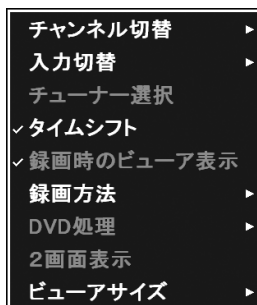 チャンネル切替
入力切替
チューナー選択
タイムシフト
録画時のビューア表示
録画方法
DVD処理
2画面表示
ビューアサイズ